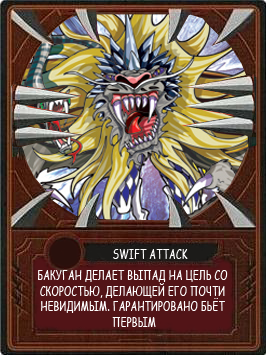 SWIFT ATTACK
БАКУГАН ДЕЛАЕТ ВЫПАД НА ЦЕЛЬ СО
СКОРОСТЬЮ, ДЕЛАЮЩЕЙ ЕГО ПОЧТИ
НЕВИДИМЫМ. ГАРАНТИРОВАНО БЬЁТ
ПЕРВЫМ